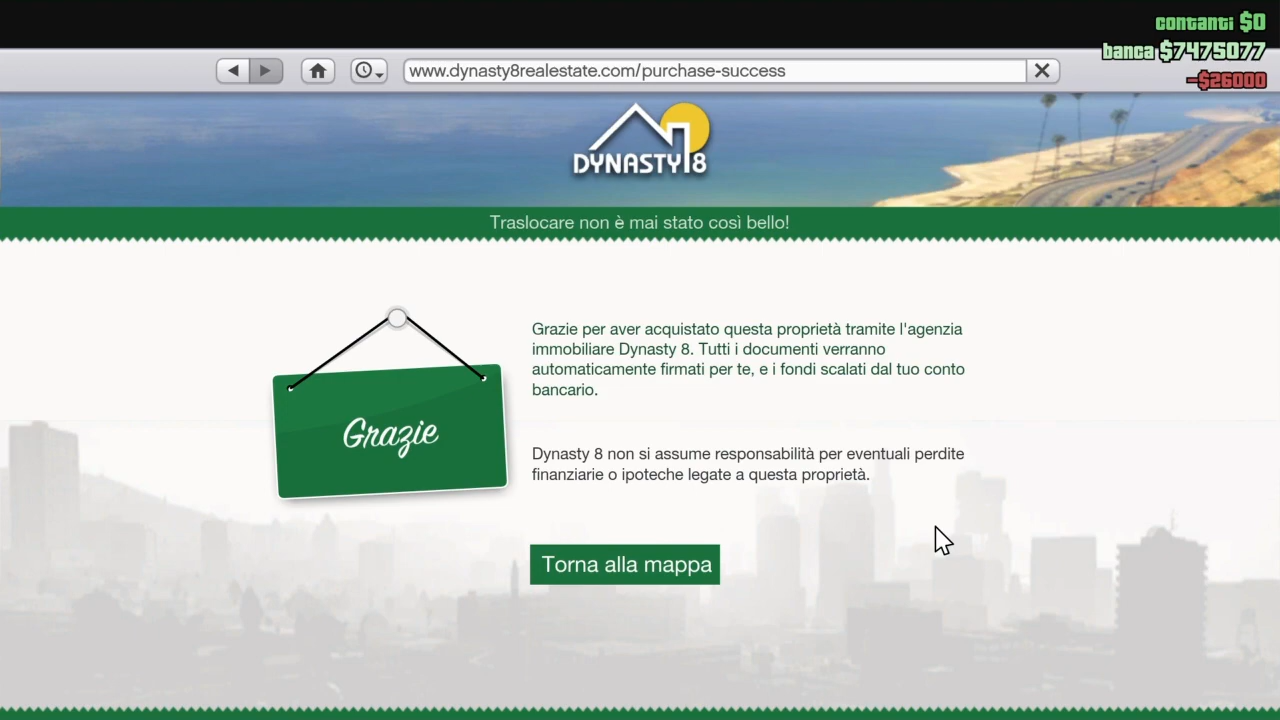 contanti $0
banca $7475077
-$26000
www.dynasty8realestate.com/purchase-success
DYNASTY 8
Traslocare non è mai stato così bello!
Grazie per aver acquistato questa proprietà tramite l'agenzia
immobiliare Dynasty 8. Tutti i documenti verranno
automaticamente firmati per te, e i fondi scalati dal tuo conto
bancario.
Grazie
Dynasty 8 non si assume responsabilità per eventuali perdite
finanziarie o ipoteche legate a questa proprietà.
Torna alla mappa